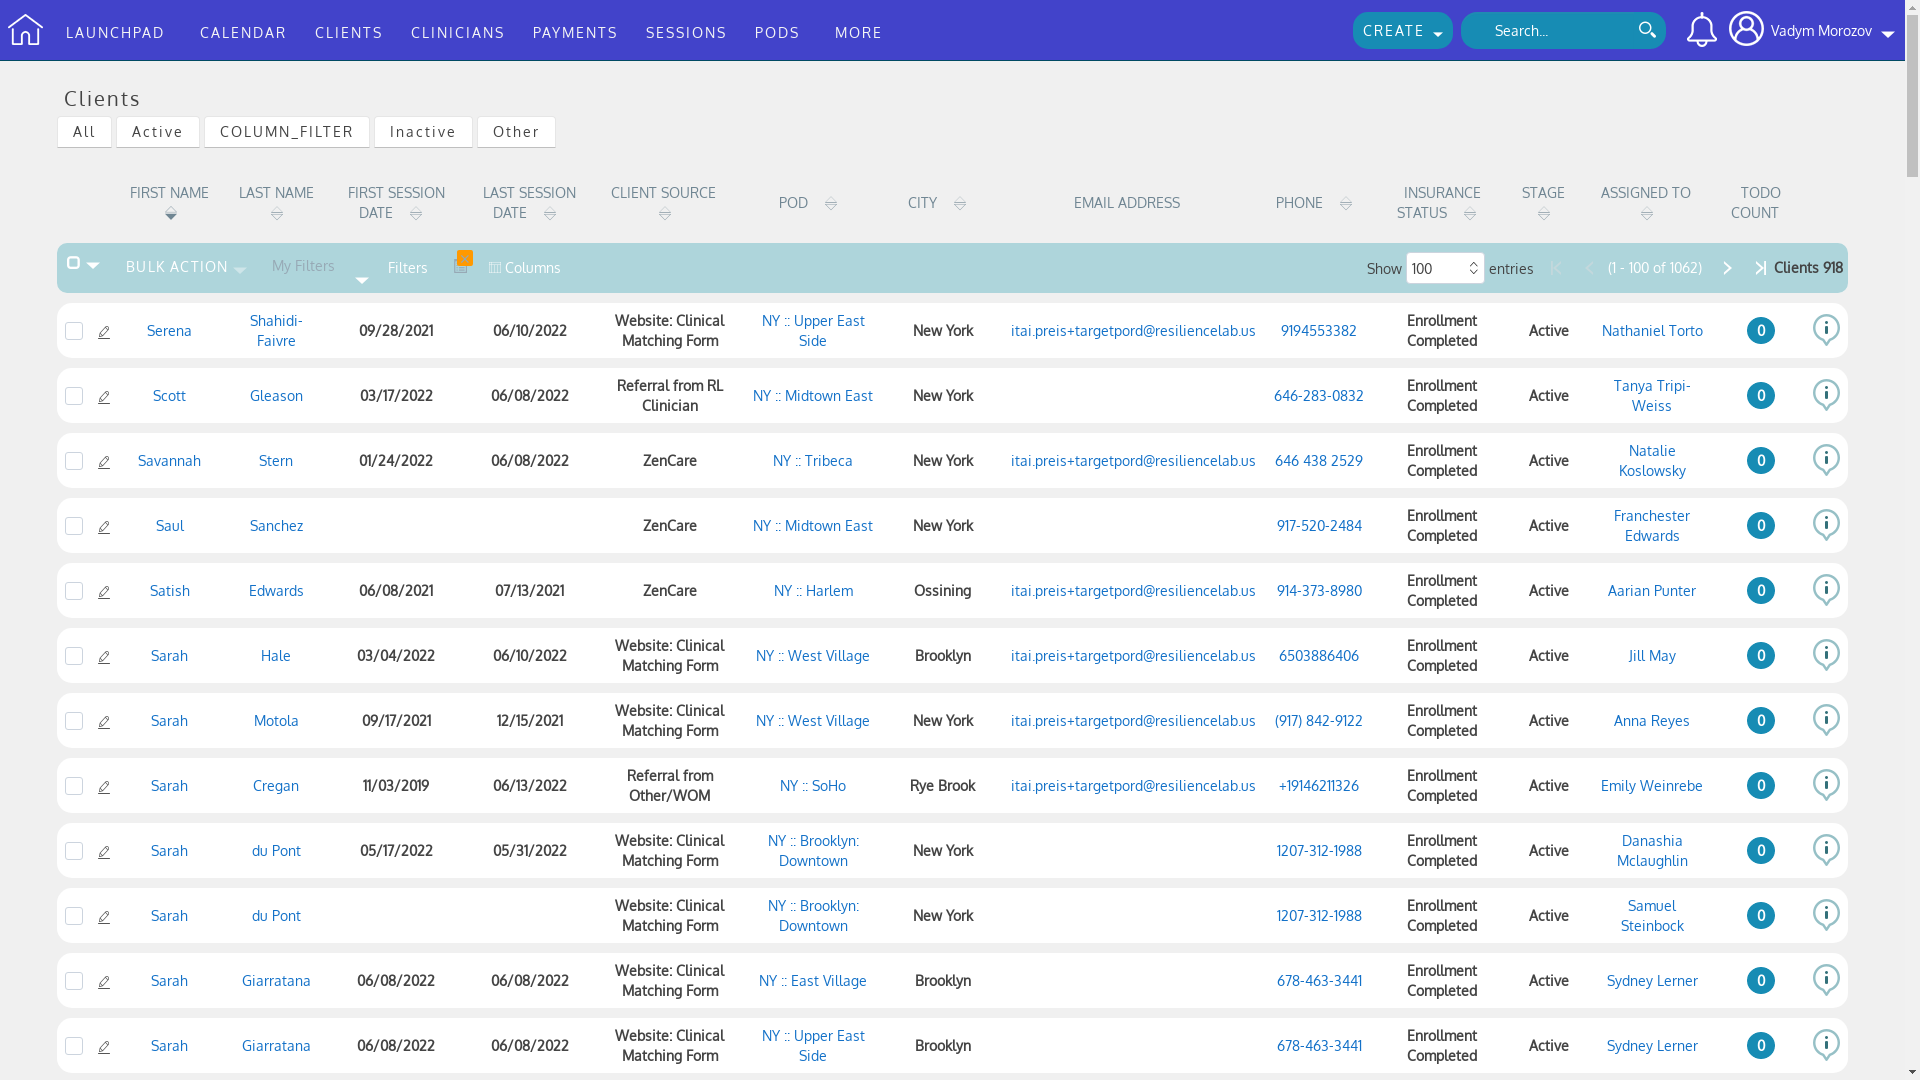 LAUNCHPAD CALENDAR CLIENTS CLINICIANS PAYMENTS SESSIONS PODS MORE CREATE Search... Vadym Morozov
Clients
All Active COLUMN_FILTER Inactive Other
FIRST NAME LAST NAME FIRST SESSION DATE LAST SESSION DATE CLIENT SOURCE POD CITY EMAIL ADDRESS PHONE INSURANCE STATUS STAGE ASSIGNED TO TODO COUNT
BULK ACTION My Filters Filters Columns Show 100 entries (1 - 100 of 1062) Clients 918
Serena Shahidi-Faivre 09/28/2021 06/10/2022 Website: Clinical Matching Form NY :: Upper East Side New York itai.preis+targetpord@resiliencelab.us 9194553382 Enrollment Completed Active Nathaniel Torto 0
Scott Gleason 03/17/2022 06/08/2022 Referral from RL Clinician NY :: Midtown East New York 646-283-0832 Enrollment Completed Active Tanya Tripi-Weiss 0
Savannah Stern 01/24/2022 06/08/2022 ZenCare NY :: Tribeca New York itai.preis+targetpord@resiliencelab.us 646 438 2529 Enrollment Completed Active Natalie Koslowsky 0
Saul Sanchez ZenCare NY :: Midtown East New York 917-520-2484 Enrollment Completed Active Franchester Edwards 0
Satish Edwards 06/08/2021 07/13/2021 ZenCare NY :: Harlem Ossining itai.preis+targetpord@resiliencelab.us 914-373-8980 Enrollment Completed Active Aarian Punter 0
Sarah Hale 03/04/2022 06/10/2022 Website: Clinical Matching Form NY :: West Village Brooklyn itai.preis+targetpord@resiliencelab.us 6503886406 Enrollment Completed Active Jill May 0
Sarah Motola 09/17/2021 12/15/2021 Website: Clinical Matching Form NY :: West Village New York itai.preis+targetpord@resiliencelab.us (917) 842-9122 Enrollment Completed Active Anna Reyes 0
Sarah Cregan 11/03/2019 06/13/2022 Referral from Other/WOM NY :: SoHo Rye Brook itai.preis+targetpord@resiliencelab.us +19146211326 Enrollment Completed Active Emily Weinrebe 0
Sarah du Pont 05/17/2022 05/31/2022 Website: Clinical Matching Form NY :: Brooklyn: Downtown New York 1207-312-1988 Enrollment Completed Active Danashia Mclaughlin 0
Sarah du Pont Website: Clinical Matching Form NY :: Brooklyn: Downtown New York 1207-312-1988 Enrollment Completed Active Samuel Steinbock 0
Sarah Giarratana 06/08/2022 06/08/2022 Website: Clinical Matching Form NY :: East Village Brooklyn 678-463-3441 Enrollment Completed Active Sydney Lerner 0
Sarah Giarratana 06/08/2022 06/08/2022 Website: Clinical Matching Form NY :: Upper East Side Brooklyn 678-463-3441 Enrollment Completed Active Sydney Lerner 0